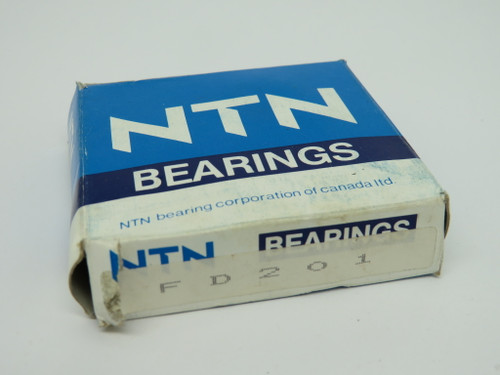 NTN
BEARINGS
NTN bearing corporation of canada ltd.
NTN BEARINGS
FD201